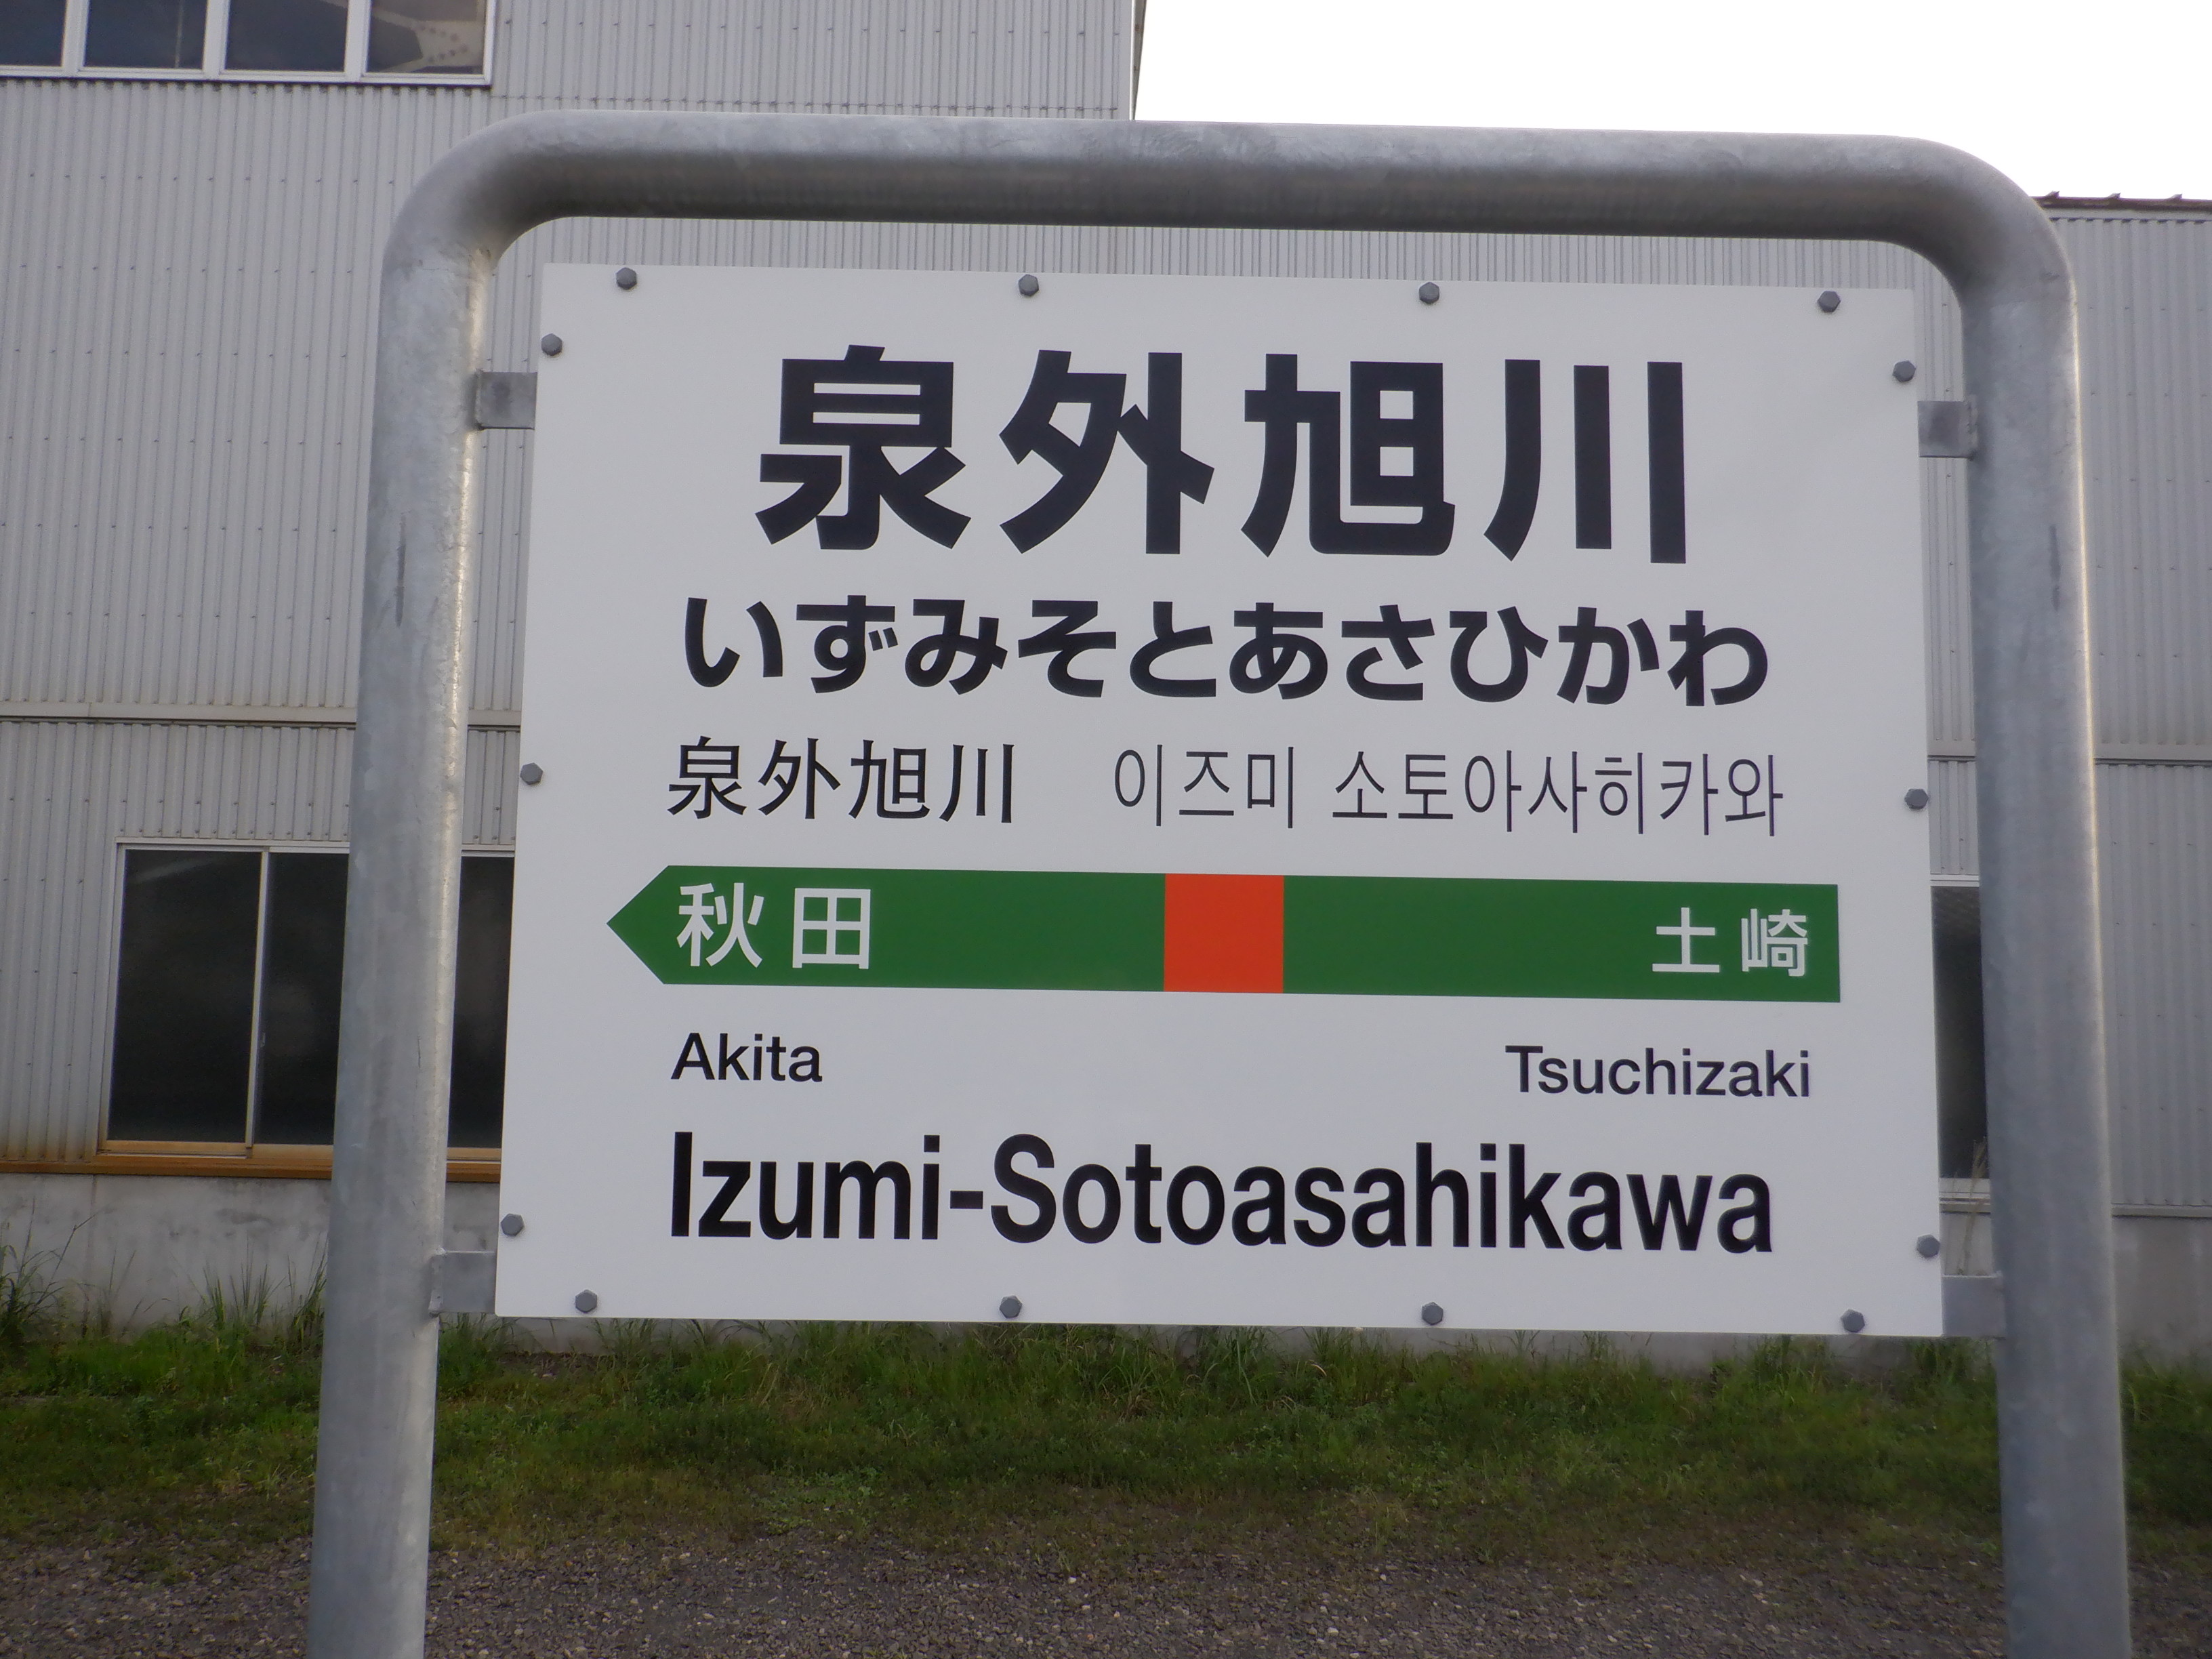 泉外旭川
いずみそとあさひかわ
泉外旭川 이즈미 소토아사히카와
秋田 土崎
Akita Tsuchizaki
Izumi-Sotoasahikawa